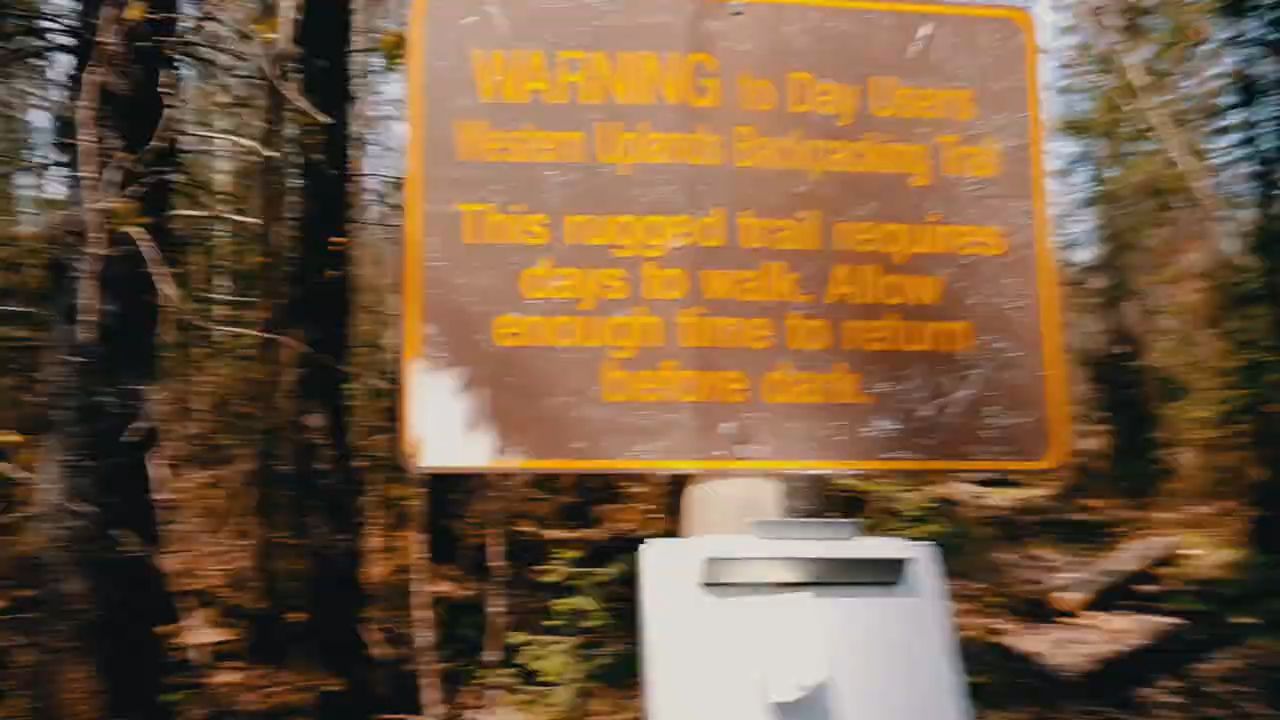 WARNING to Day Users
Western Uplands Backpacking Trail
This rugged trail requires
days to walk. Allow
enough time to return
before dark.